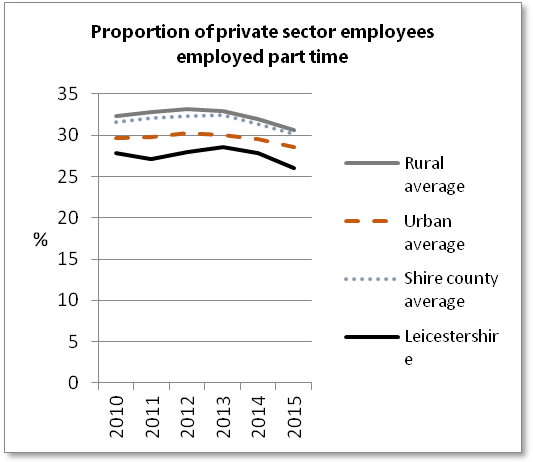 Proportion of private sector employees
employed part time
35
30
25
20
15
10
5
0
%
2010
2011
2012
2013
2014
2015
Rural
average
Urban
average
Shire county
average
Leicestershir
e